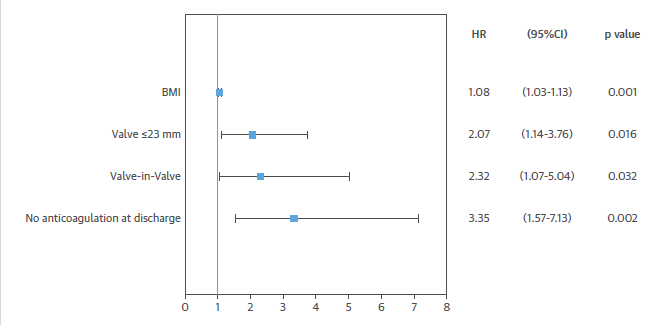 HR (95%CI) p value
BMI 1.08 (1.03-1.13) 0.001
Valve ≤23 mm 2.07 (1.14-3.76) 0.016
Valve-in-Valve 2.32 (1.07-5.04) 0.032
No anticoagulation at discharge 3.35 (1.57-7.13) 0.002
0 1 2 3 4 5 6 7 8